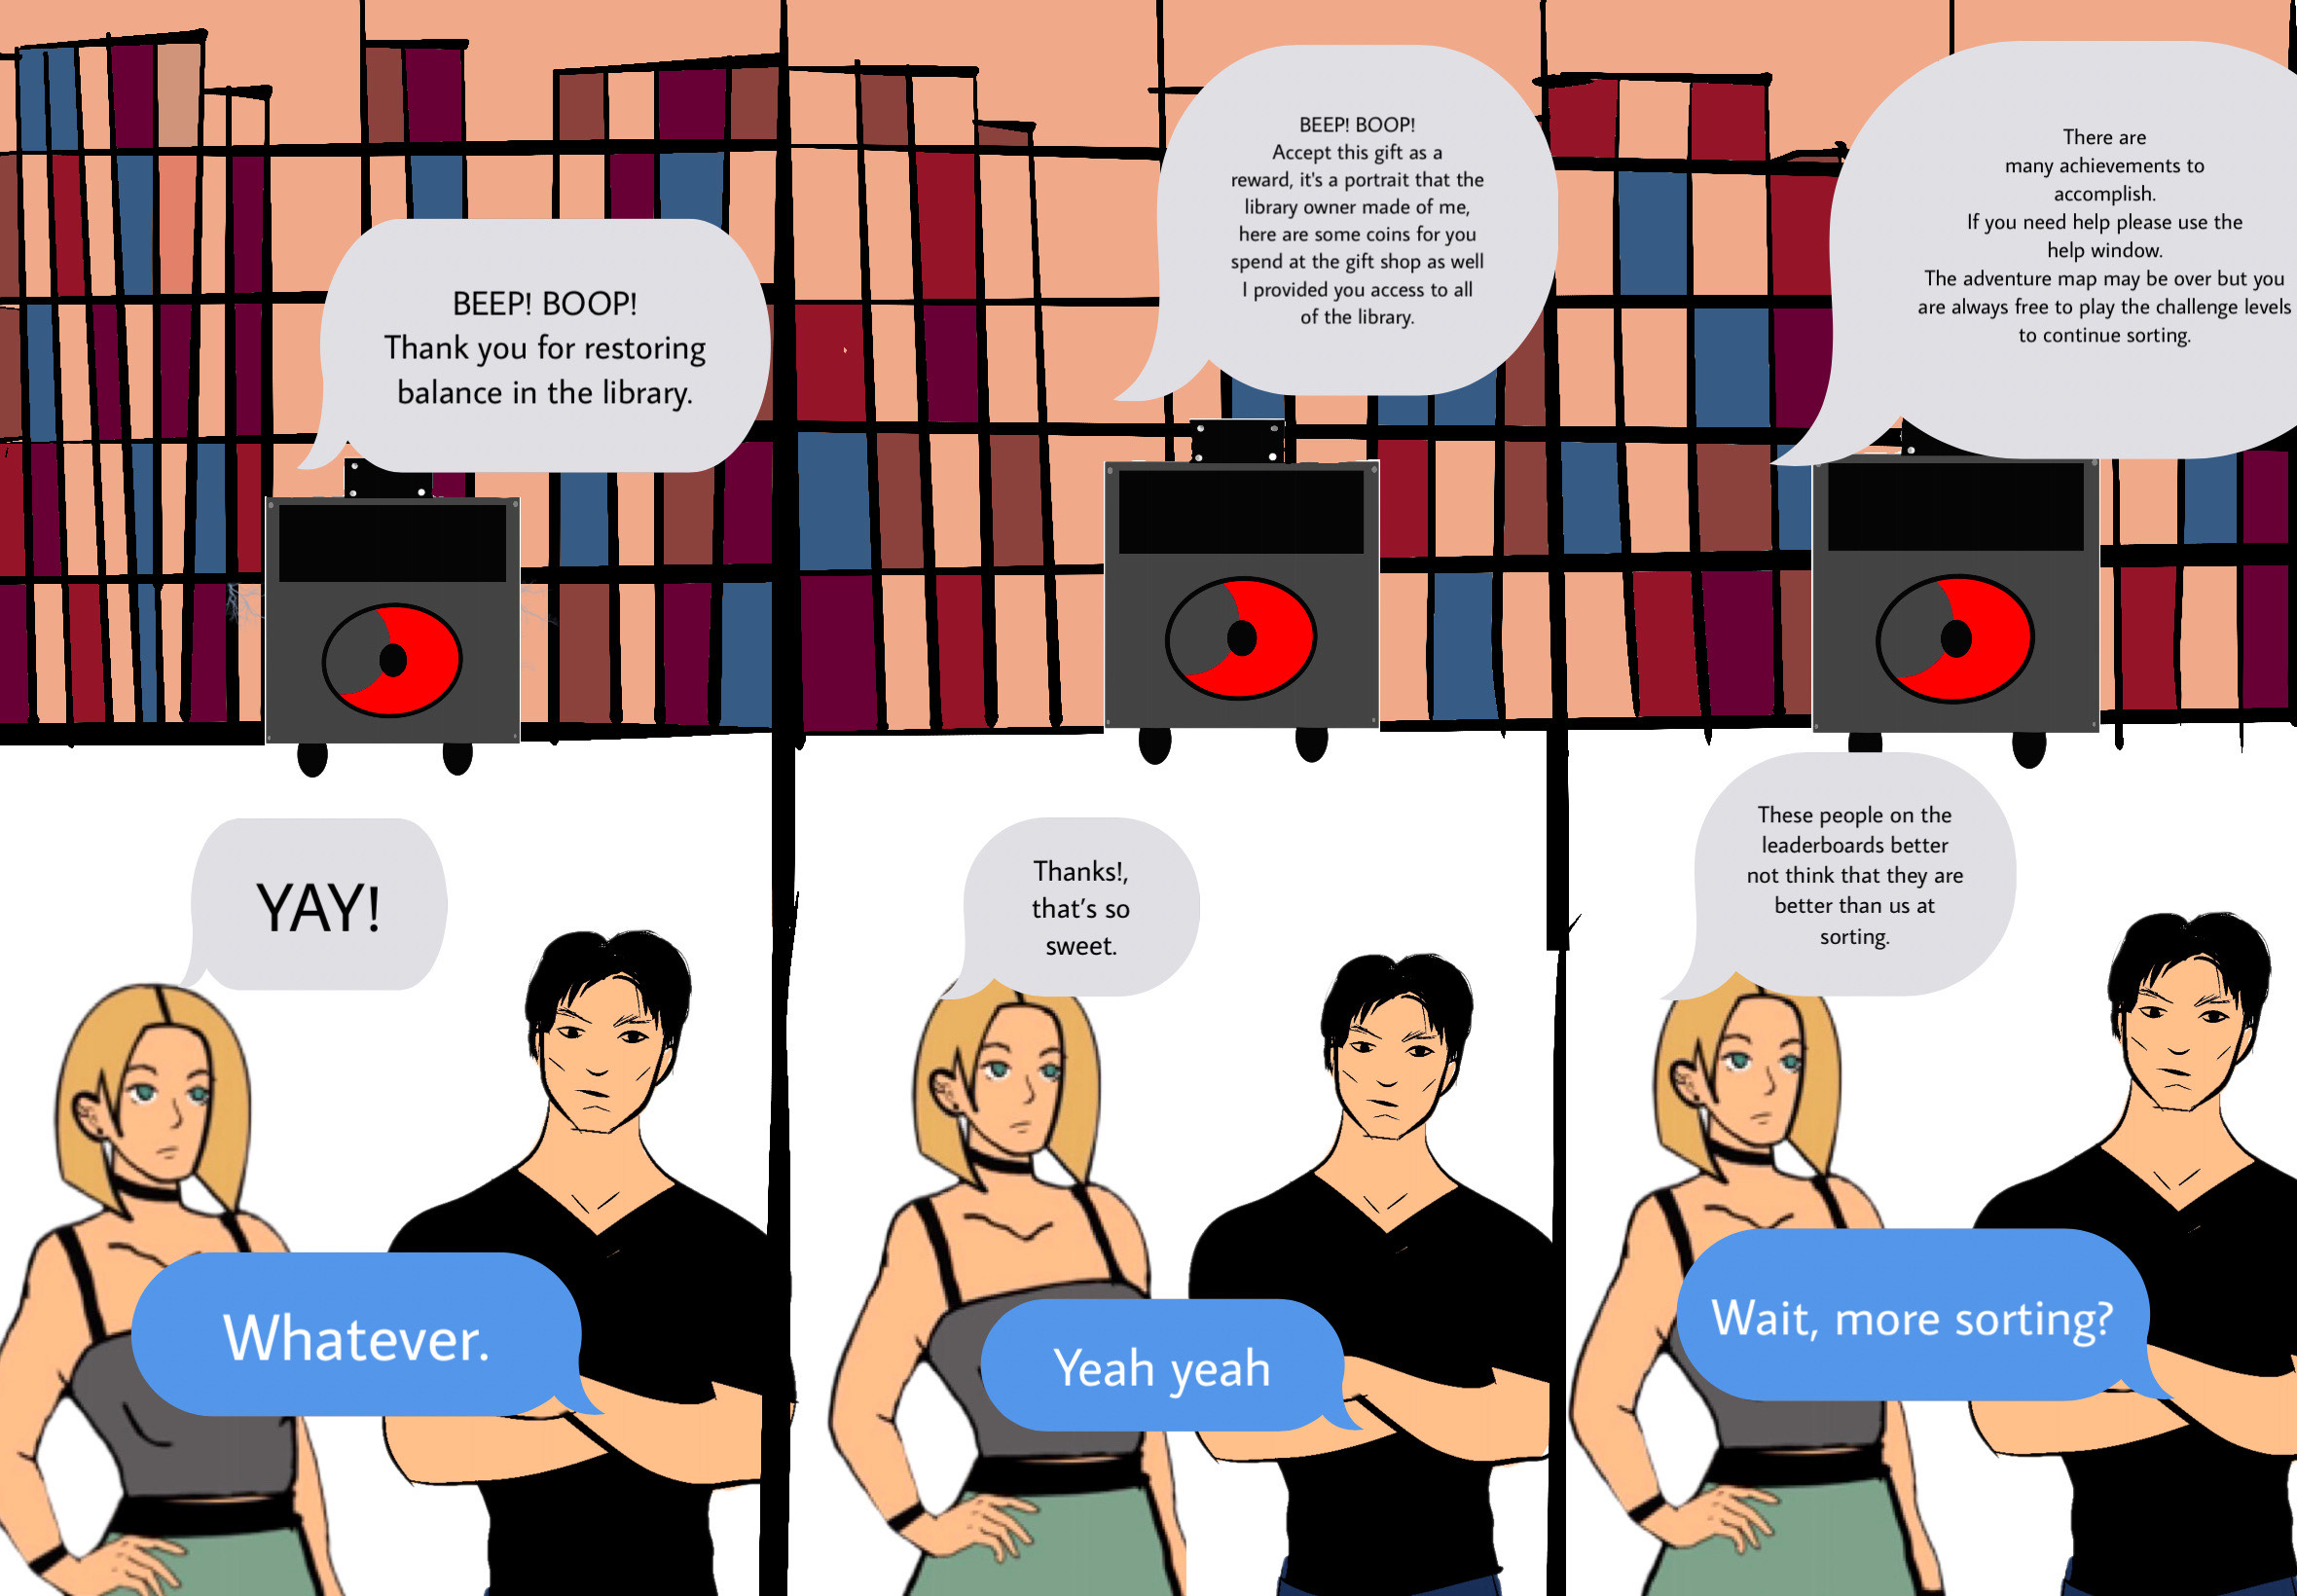 BEEP! BOOP!
Thank you for restoring
balance in the library.
YAY!
Whatever.
BEEP! BOOP!
Accept this gift as a
reward, it's a portrait that the
library owner made of me,
here are some coins for you
spend at the gift shop as well
I provided you access to all
of the library.
Thanks!,
that’s so
sweet.
Yeah yeah
There are
many achievements to
accomplish.
If you need help please use the
help window.
The adventure map may be over but you
are always free to play the challenge levels
to continue sorting.
These people on the
leaderboards better
not think that they are
better than us at
sorting.
Wait, more sorting?